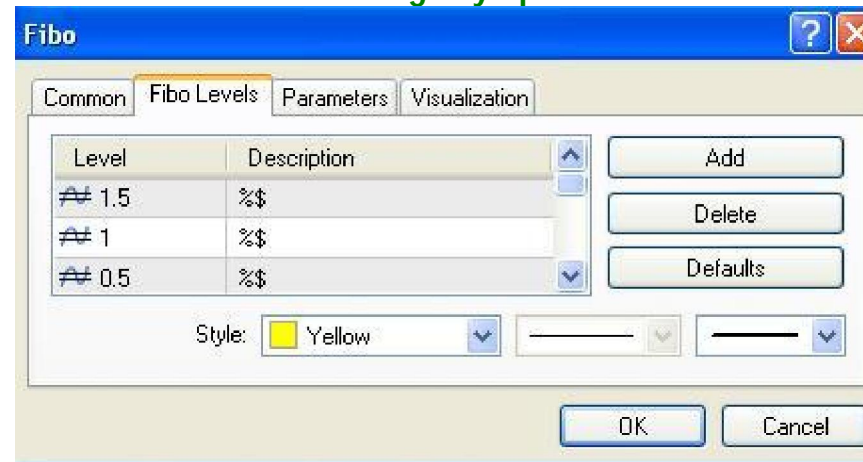 Fibo
Common Fibo Levels Parameters Visualization
Level Description
1.5 %$
1 %$
0.5 %$
Add
Delete
Defaults
Style: Yellow
OK Cancel